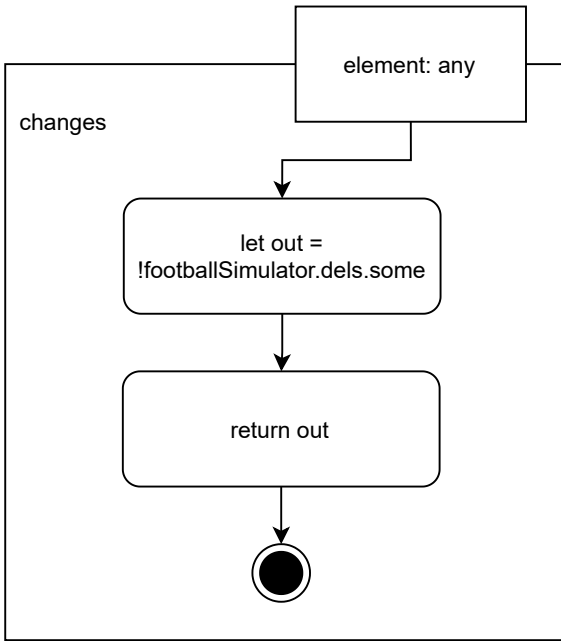 element: any
changes
let out =
!footballSimulator.dels.some
return out